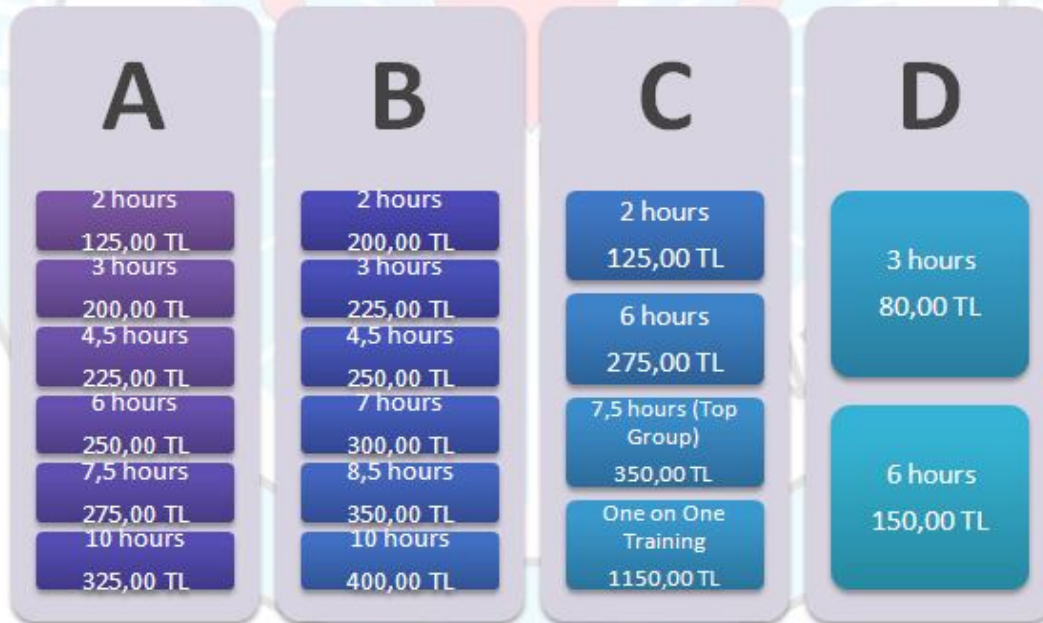 A
2 hours
125,00 TL
3 hours
200,00 TL
4,5 hours
225,00 TL
6 hours
250,00 TL
7,5 hours
275,00 TL
10 hours
325,00 TL
B
2 hours
200,00 TL
3 hours
225,00 TL
4,5 hours
250,00 TL
7 hours
300,00 TL
8,5 hours
350,00 TL
10 hours
400,00 TL
C
2 hours
125,00 TL
6 hours
275,00 TL
7,5 hours (Top
Group)
350,00 TL
One on One
Training
1150,00 TL
D
3 hours
80,00 TL
6 hours
150,00 TL